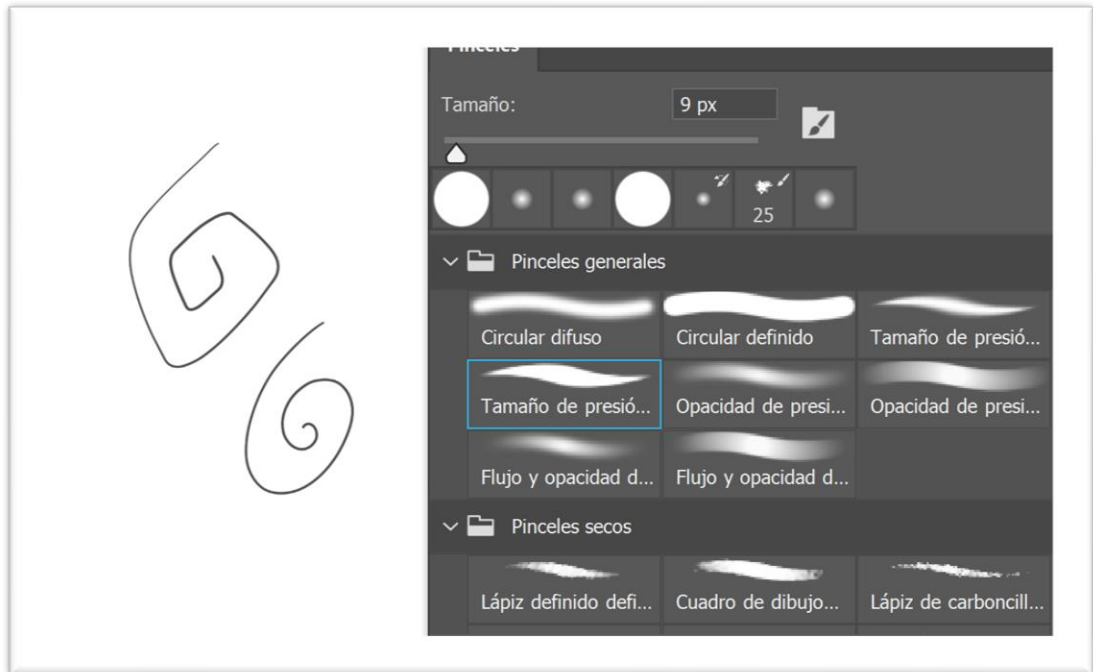 Pinceles
Tamaño: 9 px
25
Pinceles generales
Circular difuso Circular definido Tamaño de presió...
Tamaño de presió... Opacidad de presi... Opacidad de presi...
Flujo y opacidad d... Flujo y opacidad d...
Pinceles secos
Lápiz definido defi... Cuadro de dibujo... Lápiz de carboncill...